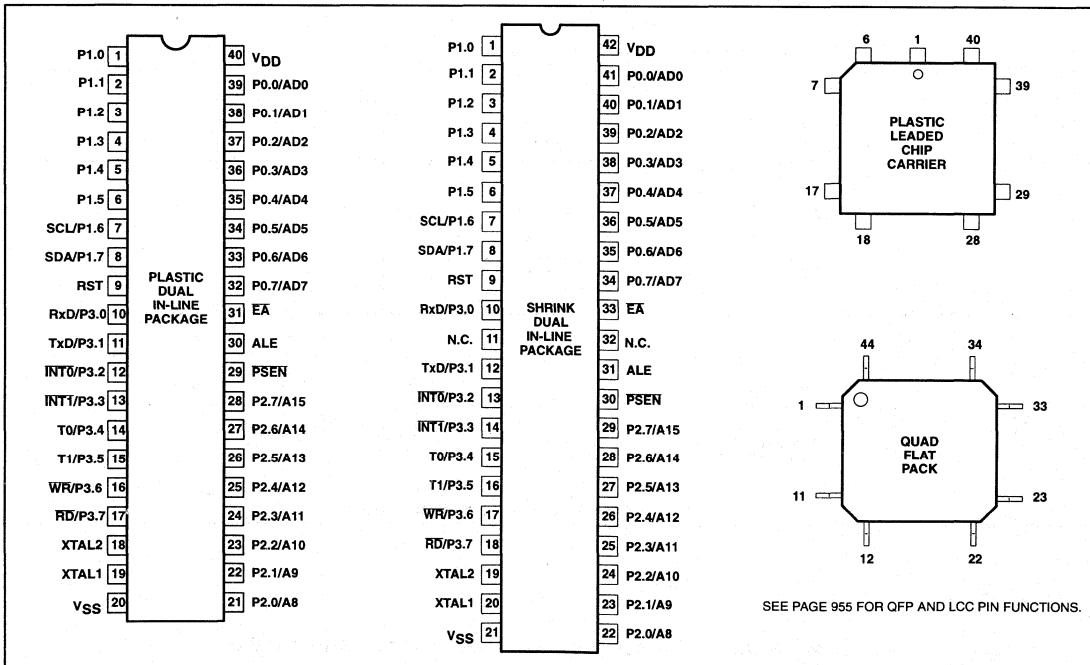 P1.0 1 40 VDD
P1.1 2 39 P0.0/AD0
P1.2 3 38 P0.1/AD1
P1.3 4 37 P0.2/AD2
P1.4 5 36 P0.3/AD3
P1.5 6 35 P0.4/AD4
SCL/P1.6 7 34 P0.5/AD5
SDA/P1.7 8 33 P0.6/AD6
RST 9 32 P0.7/AD7
RxD/P3.0 10 31 E̅A̅
TxD/P3.1 11 30 ALE
I̅N̅T̅0̅/P3.2 12 29 P̅S̅E̅N̅
I̅N̅T̅1̅/P3.3 13 28 P2.7/A15
T0/P3.4 14 27 P2.6/A14
T1/P3.5 15 26 P2.5/A13
W̅R̅/P3.6 16 25 P2.4/A12
R̅D̅/P3.7 17 24 P2.3/A11
XTAL2 18 23 P2.2/A10
XTAL1 19 22 P2.1/A9
VSS 20 21 P2.0/A8
PLASTIC
DUAL
IN-LINE
PACKAGE
P1.0 1 42 VDD
P1.1 2 41 P0.0/AD0
P1.2 3 40 P0.1/AD1
P1.3 4 39 P0.2/AD2
P1.4 5 38 P0.3/AD3
P1.5 6 37 P0.4/AD4
SCL/P1.6 7 36 P0.5/AD5
SDA/P1.7 8 35 P0.6/AD6
RST 9 34 P0.7/AD7
RxD/P3.0 10 33 E̅A̅
N.C. 11 32 N.C.
TxD/P3.1 12 31 ALE
I̅N̅T̅0̅/P3.2 13 30 P̅S̅E̅N̅
I̅N̅T̅1̅/P3.3 14 29 P2.7/A15
T0/P3.4 15 28 P2.6/A14
T1/P3.5 16 27 P2.5/A13
W̅R̅/P3.6 17 26 P2.4/A12
R̅D̅/P3.7 18 25 P2.3/A11
XTAL2 19 24 P2.2/A10
XTAL1 20 23 P2.1/A9
VSS 21 22 P2.0/A8
SHRINK
DUAL
IN-LINE
PACKAGE
6 1 40
7 39
PLASTIC
LEADED
CHIP
CARRIER
17 29
18 28
44 34
1 33
QUAD
FLAT
PACK
11 23
12 22
SEE PAGE 955 FOR QFP AND LCC PIN FUNCTIONS.